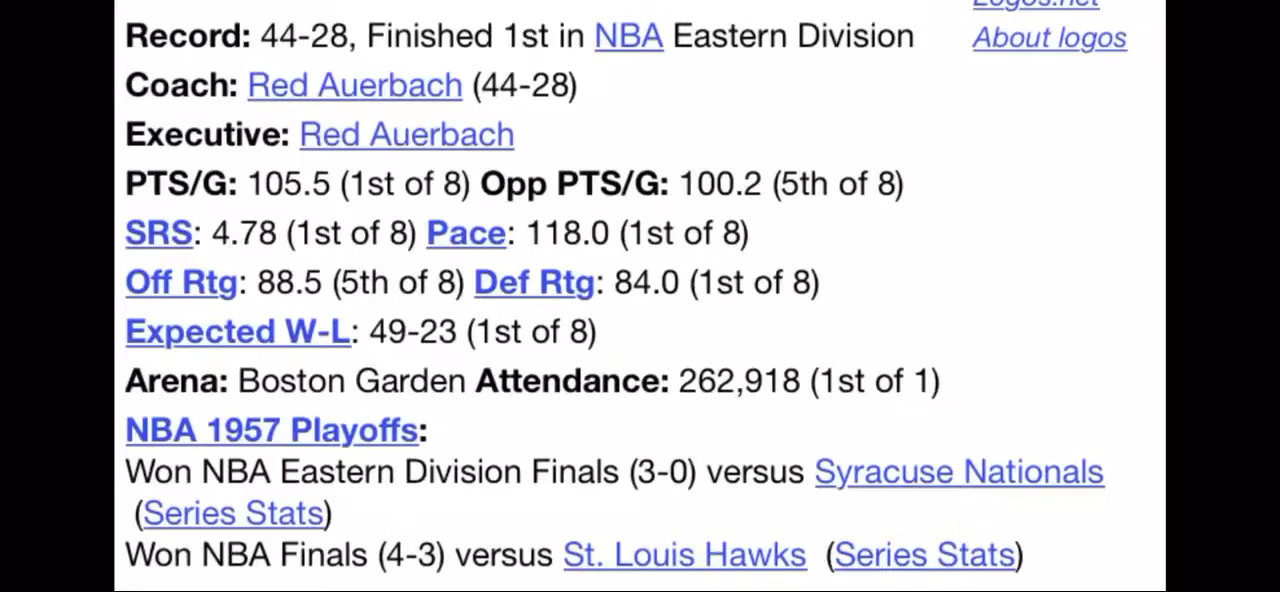 Logos.net
Record: 44-28, Finished 1st in NBA Eastern Division
About logos
Coach: Red Auerbach (44-28)
Executive: Red Auerbach
PTS/G: 105.5 (1st of 8) Opp PTS/G: 100.2 (5th of 8)
SRS: 4.78 (1st of 8) Pace: 118.0 (1st of 8)
Off Rtg: 88.5 (5th of 8) Def Rtg: 84.0 (1st of 8)
Expected W-L: 49-23 (1st of 8)
Arena: Boston Garden Attendance: 262,918 (1st of 1)
NBA 1957 Playoffs:
Won NBA Eastern Division Finals (3-0) versus Syracuse Nationals
(Series Stats)
Won NBA Finals (4-3) versus St. Louis Hawks (Series Stats)